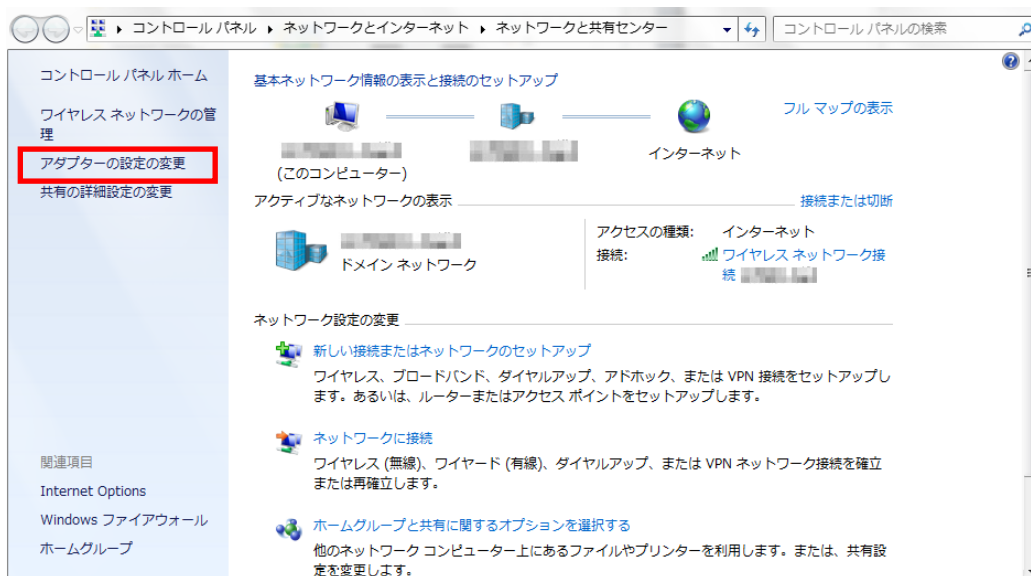 コントロール パネル ▸ ネットワークとインターネット ▸ ネットワークと共有センター
コントロール パネルの検索
コントロール パネル ホーム
ワイヤレス ネットワークの管
理
アダプターの設定の変更
共有の詳細設定の変更
関連項目
Internet Options
Windows ファイアウォール
ホームグループ
基本ネットワーク情報の表示と接続のセットアップ
フル マップの表示
インターネット
(このコンピューター)
アクティブなネットワークの表示
接続または切断
ドメイン ネットワーク
アクセスの種類: インターネット
接続: ワイヤレス ネットワーク接
続
ネットワーク設定の変更
新しい接続またはネットワークのセットアップ
ワイヤレス、ブロードバンド、ダイヤルアップ、アドホック、または VPN 接続をセットアップし
ます。あるいは、ルーターまたはアクセス ポイントをセットアップします。
ネットワークに接続
ワイヤレス (無線)、ワイヤード (有線)、ダイヤルアップ、または VPN ネットワーク接続を確立
または再確立します。
ホームグループと共有に関するオプションを選択する
他のネットワーク コンピューター上にあるファイルやプリンターを利用します。または、共有設
定を変更します。